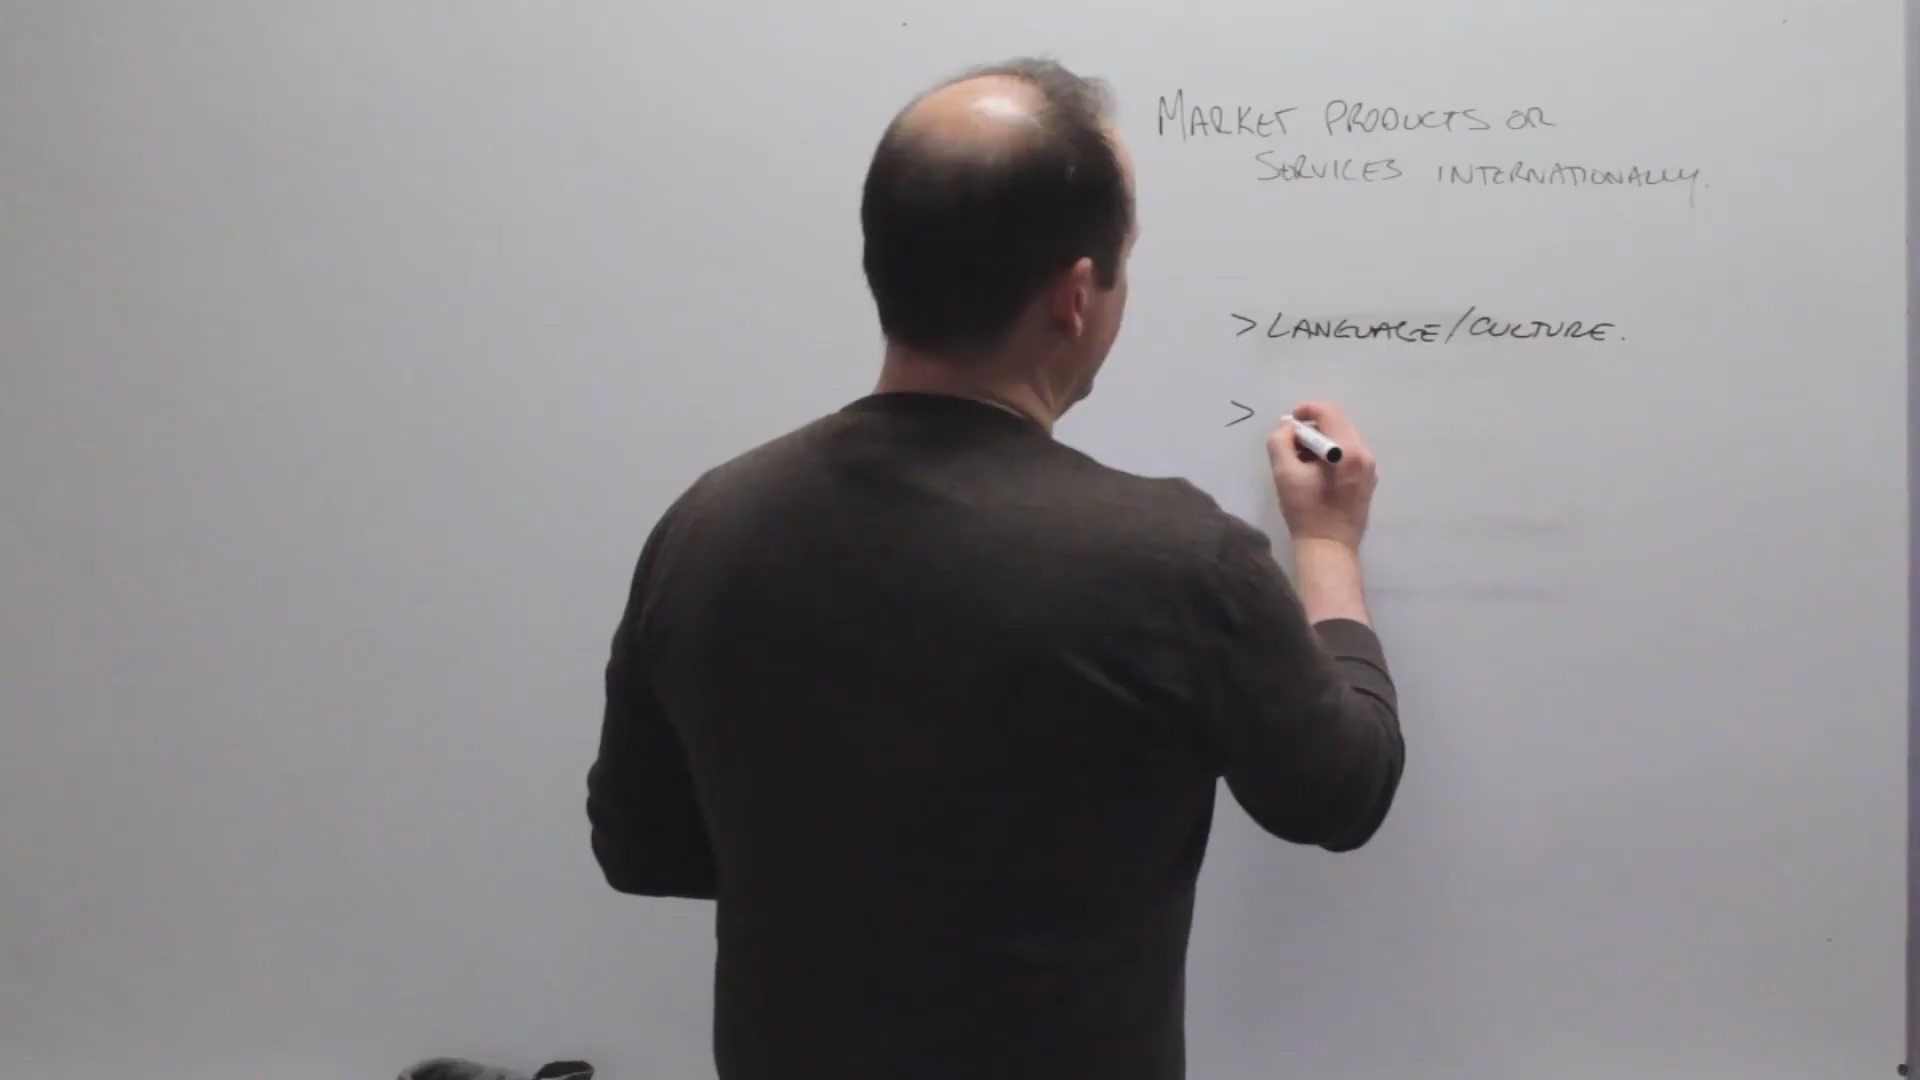 MARKET PRODUCTS OR
SERVICES INTERNATIONALLY.
> LANGUAGE/CULTURE.
>